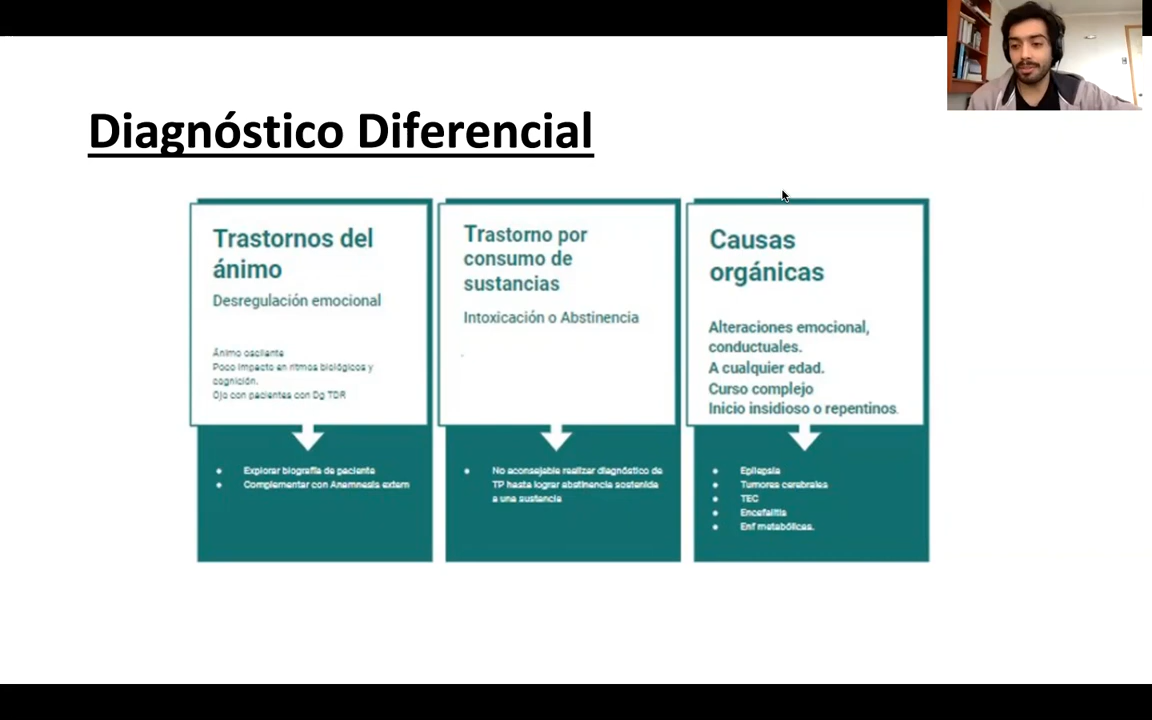 Diagnóstico Diferencial
Trastornos del
ánimo
Desregulación emocional
Ánimo oscilante
Poco impacto en ritmos biológicos y
cognición.
Ojo con pacientes con Dg TDR
Explorar biografía de paciente
Complementar con Anamnesis extern
Trastorno por
consumo de
sustancias
Intoxicación o Abstinencia
No aconsejable realizar diagnóstico de
TP hasta lograr abstinencia sostenida
a una sustancia
Causas
orgánicas
Alteraciones emocional,
conductuales.
A cualquier edad.
Curso complejo
Inicio insidioso o repentinos.
Epilepsia
Tumores cerebrales
TEC
Encefalitis
Enf metabólicas.